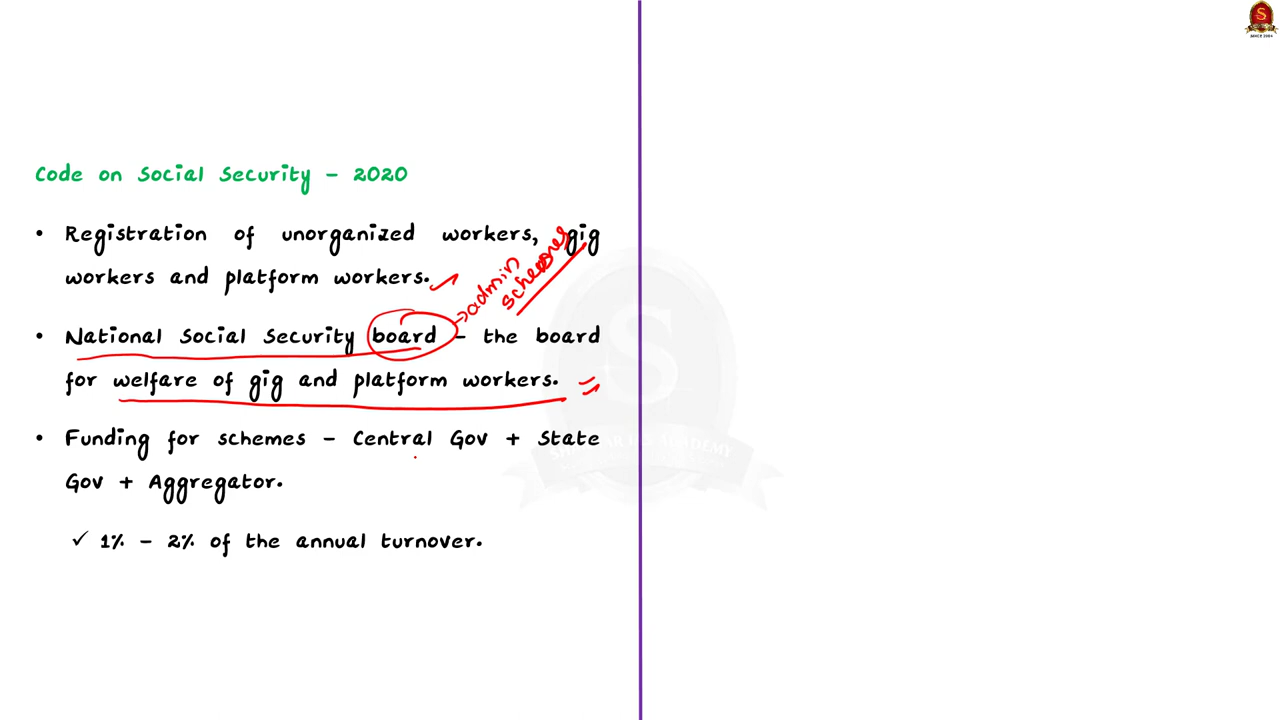 Code on Social Security - 2020
• Registration of unorganized workers, gig
workers and platform workers.
→ admin
schemes
• National Social Security board - the board
for welfare of gig and platform workers.
• Funding for schemes - Central Gov + State
Gov + Aggregator.
✓ 1% - 2% of the annual turnover.
S
SINCE 2004